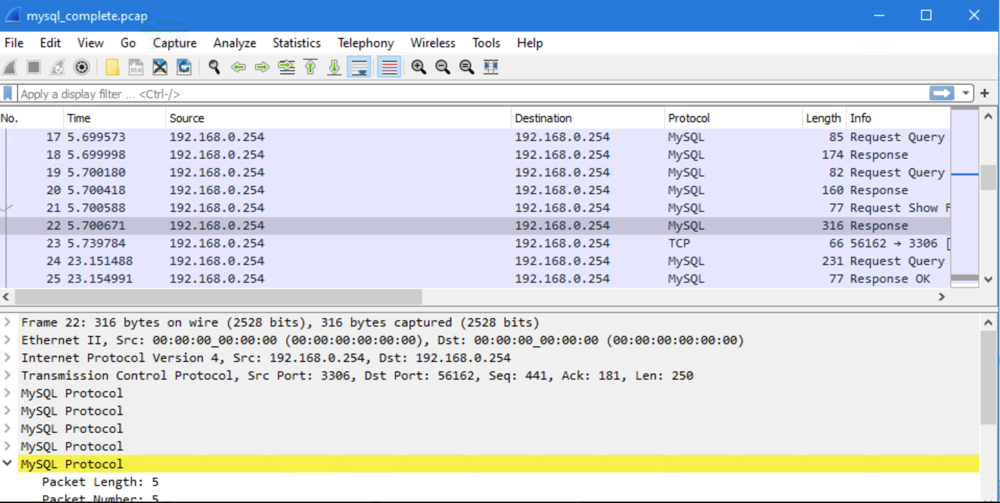 mysql_complete.pcap
File Edit View Go Capture Analyze Statistics Telephony Wireless Tools Help
Apply a display filter ... <Ctrl-/>
No. Time Source Destination Protocol Length Info
17 5.699573 192.168.0.254 192.168.0.254 MySQL 85 Request Query
18 5.699998 192.168.0.254 192.168.0.254 MySQL 174 Response
19 5.700180 192.168.0.254 192.168.0.254 MySQL 82 Request Query
20 5.700418 192.168.0.254 192.168.0.254 MySQL 160 Response
21 5.700588 192.168.0.254 192.168.0.254 MySQL 77 Request Show F
22 5.700671 192.168.0.254 192.168.0.254 MySQL 316 Response
23 5.739784 192.168.0.254 192.168.0.254 TCP 66 56162 → 3306 [
24 23.151488 192.168.0.254 192.168.0.254 MySQL 231 Request Query
25 23.154991 192.168.0.254 192.168.0.254 MySQL 77 Response OK
Frame 22: 316 bytes on wire (2528 bits), 316 bytes captured (2528 bits)
Ethernet II, Src: 00:00:00_00:00:00 (00:00:00:00:00:00), Dst: 00:00:00_00:00:00 (00:00:00:00:00:00)
Internet Protocol Version 4, Src: 192.168.0.254, Dst: 192.168.0.254
Transmission Control Protocol, Src Port: 3306, Dst Port: 56162, Seq: 441, Ack: 181, Len: 250
MySQL Protocol
MySQL Protocol
MySQL Protocol
MySQL Protocol
MySQL Protocol
Packet Length: 5
Packet Number: 5